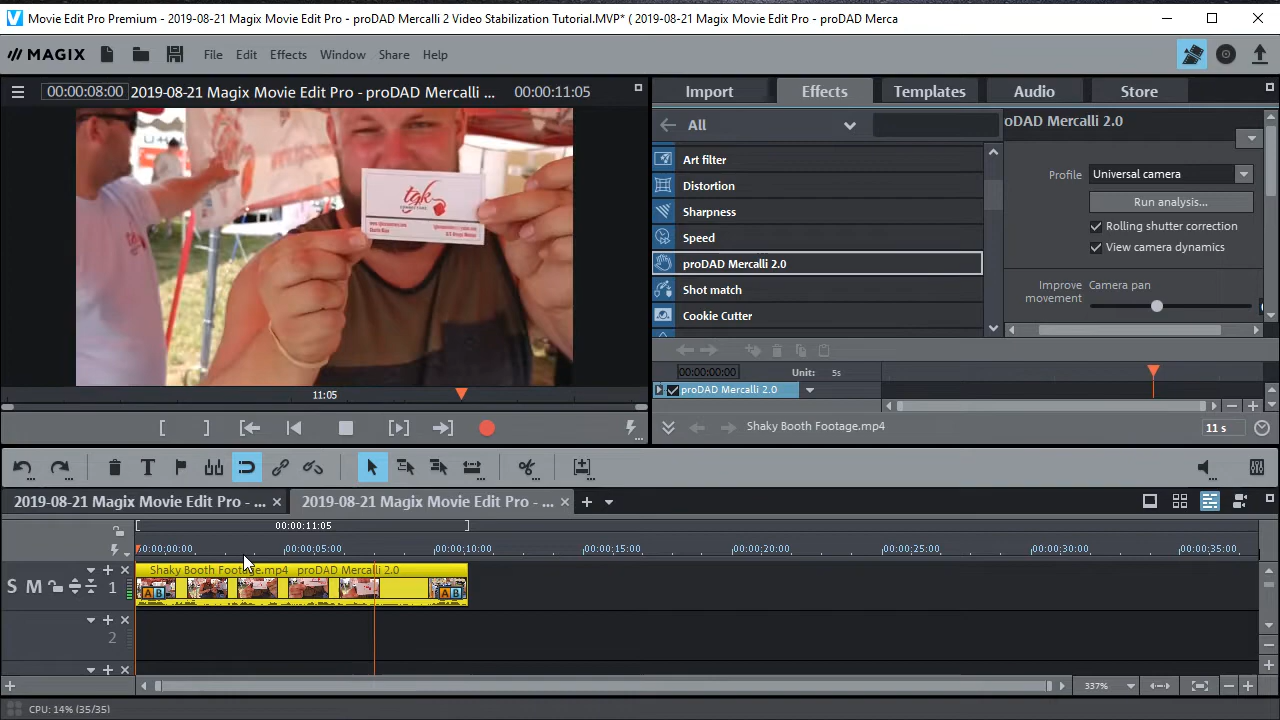 Movie Edit Pro Premium - 2019-08-21 Magix Movie Edit Pro - proDAD Mercalli 2 Video Stabilization Tutorial.MVP* ( 2019-08-21 Magix Movie Edit Pro - proDAD Merca
MAGIX File Edit Effects Window Share Help
00:00:08:00 2019-08-21 Magix Movie Edit Pro - proDAD Mercalli ... 00:00:11:05
Import Effects Templates Audio Store
All
oDAD Mercalli 2.0
Art filter
Distortion
Sharpness
Speed
proDAD Mercalli 2.0
Shot match
Cookie Cutter
Profile Universal camera
Run analysis...
Rolling shutter correction
View camera dynamics
Improve movement Camera pan
tgk
00:00:00:00 Unit: 5s
proDAD Mercalli 2.0
11:05
Shaky Booth Footage.mp4 11 s
2019-08-21 Magix Movie Edit Pro - ... 2019-08-21 Magix Movie Edit Pro - ...
00:00:11:05
00:00:00:00 00:00:05:00 00:00:10:00 00:00:15:00 00:00:20:00 00:00:25:00 00:00:30:00 00:00:35:00
Shaky Booth Footage.mp4 proDAD Mercalli 2.0
S M 1
A B A B
2
337%
CPU: 14% (35/35)